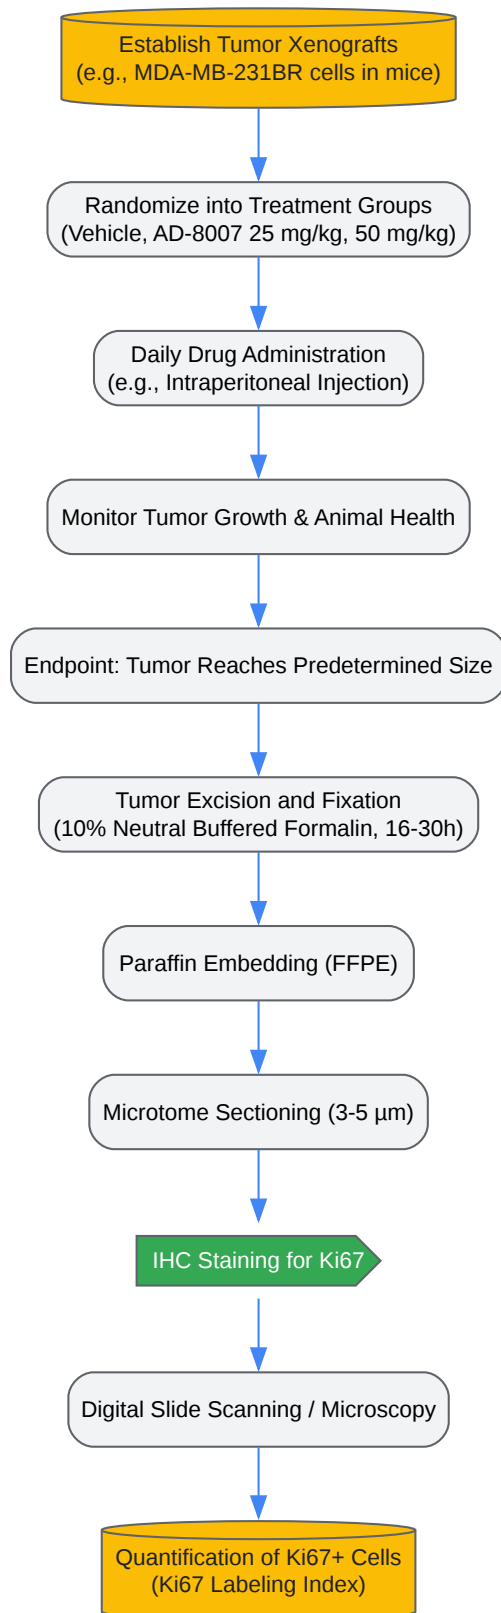 Establish Tumor Xenografts
(e.g., MDA-MB-231BR cells in mice)
Randomize into Treatment Groups
(Vehicle, AD-8007 25 mg/kg, 50 mg/kg)
Daily Drug Administration
(e.g., Intraperitoneal Injection)
Monitor Tumor Growth & Animal Health
Endpoint: Tumor Reaches Predetermined Size
Tumor Excision and Fixation
(10% Neutral Buffered Formalin, 16-30h)
Paraffin Embedding (FFPE)
Microtome Sectioning (3-5 µm)
IHC Staining for Ki67
Digital Slide Scanning / Microscopy
Quantification of Ki67+ Cells
(Ki67 Labeling Index)